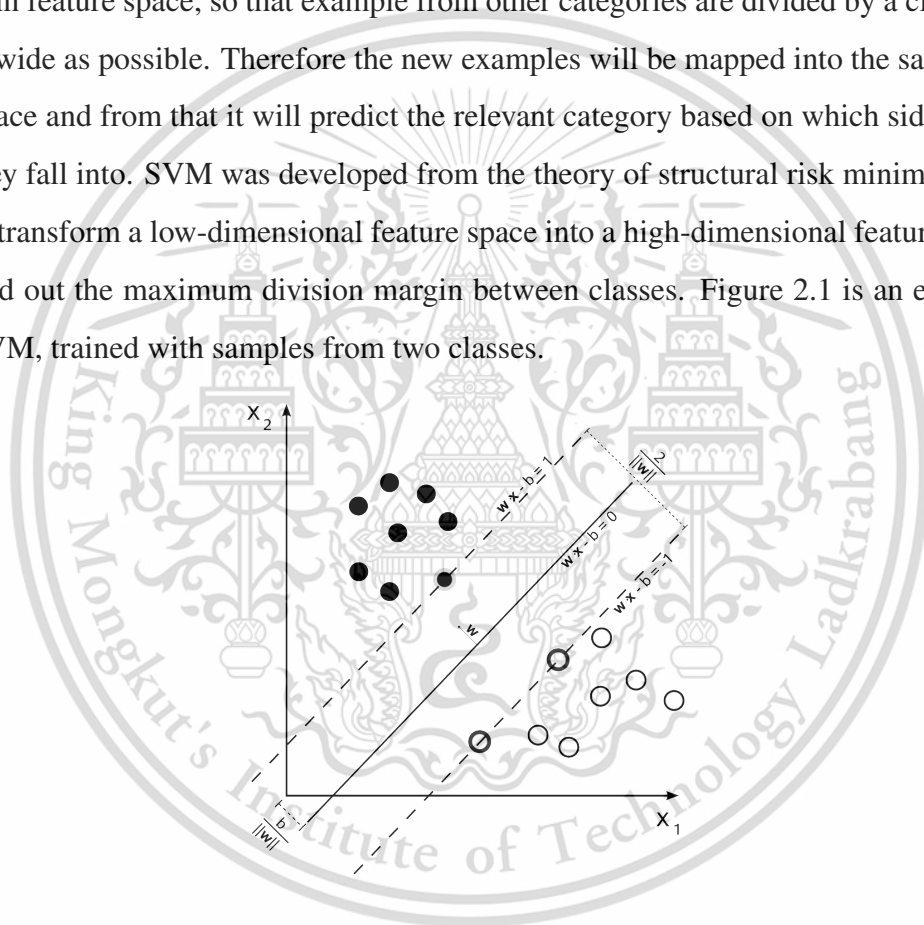 n feature space, so that example from other categories are divided by a cl
wide as possible. Therefore the new examples will be mapped into the sa
ace and from that it will predict the relevant category based on which sid
ey fall into. SVM was developed from the theory of structural risk minim
transform a low-dimensional feature space into a high-dimensional featur
d out the maximum division margin between classes. Figure 2.1 is an e
VM, trained with samples from two classes.
X2
w x - b = 1
2
||w||
w x - b = 0
w x - b = -1
w
b
||w||
X1
King Mongkut's Institute of Technology Ladkrabang